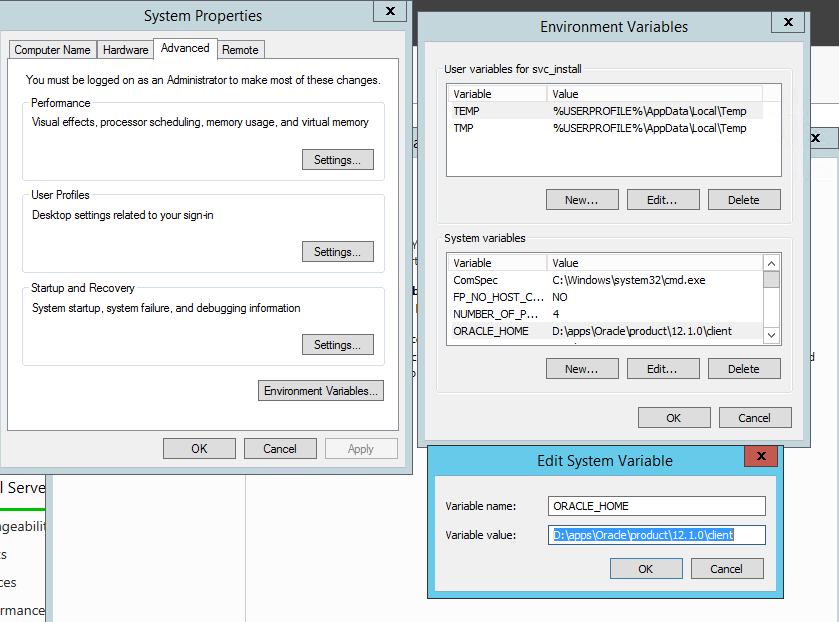 System Properties
x
Computer Name
Hardware
Advanced
Remote
You must be logged on as an Administrator to make most of these changes.
Performance
Visual effects, processor scheduling, memory usage, and virtual memory
Settings...
User Profiles
Desktop settings related to your sign-in
Settings...
Startup and Recovery
System startup, system failure, and debugging information
Settings...
Environment Variables...
OK
Cancel
Apply
Environment Variables
x
User variables for svc_install
Variable Value
TEMP %USERPROFILE%\AppData\Local\Temp
TMP %USERPROFILE%\AppData\Local\Temp
New...
Edit...
Delete
System variables
Variable Value
ComSpec C:\Windows\system32\cmd.exe
FP_NO_HOST_C... NO
NUMBER_OF_P... 4
ORACLE_HOME D:\apps\Oracle\product\12.1.0\client
New...
Edit...
Delete
OK
Cancel
x
Edit System Variable
x
Variable name: ORACLE_HOME
Variable value: D:\apps\Oracle\product\12.1.0\client
OK
Cancel
l Serve
geabilit
ts
ces
rmance